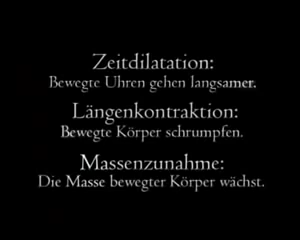 Zeitdilatation:
Bewegte Uhren gehen langsamer.
Längenkontraktion:
Bewegte Körper schrumpfen.
Massenzunahme:
Die Masse bewegter Körper wächst.